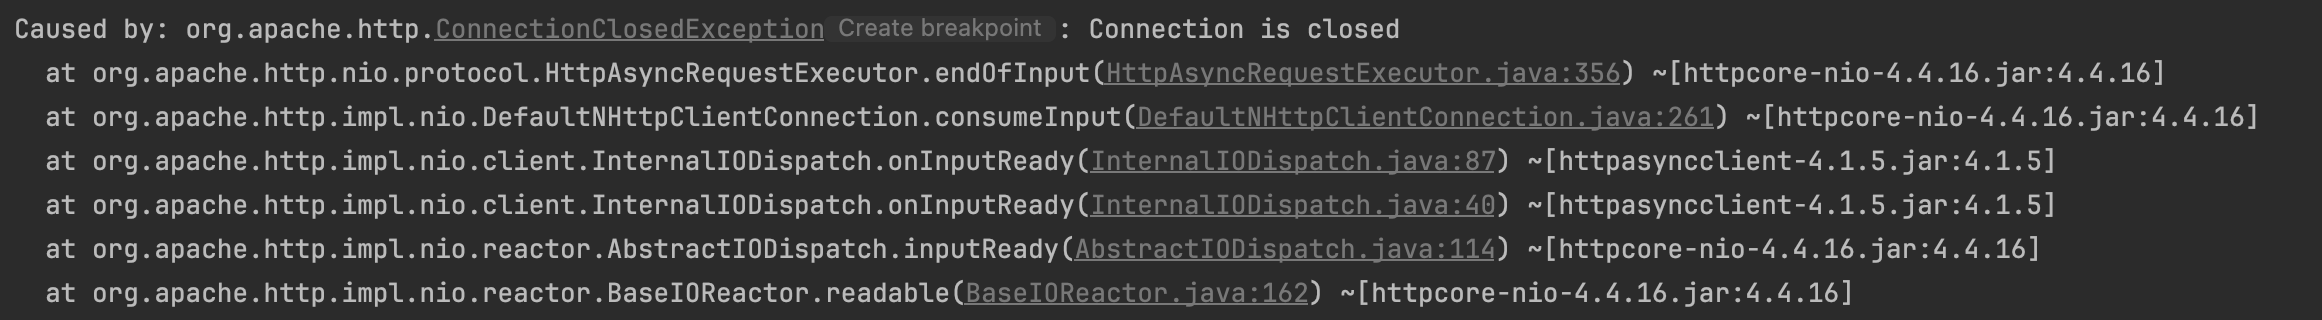 Caused by: org.apache.http.ConnectionClosedException Create breakpoint : Connection is closed
at org.apache.http.nio.protocol.HttpAsyncRequestExecutor.endOfInput(HttpAsyncRequestExecutor.java:356) ~[httpcore-nio-4.4.16.jar:4.4.16]
at org.apache.http.impl.nio.DefaultNHttpClientConnection.consumeInput(DefaultNHttpClientConnection.java:261) ~[httpcore-nio-4.4.16.jar:4.4.16]
at org.apache.http.impl.nio.client.InternalIODispatch.onInputReady(InternalIODispatch.java:87) ~[httpasyncclient-4.1.5.jar:4.1.5]
at org.apache.http.impl.nio.client.InternalIODispatch.onInputReady(InternalIODispatch.java:40) ~[httpasyncclient-4.1.5.jar:4.1.5]
at org.apache.http.impl.nio.reactor.AbstractIODispatch.inputReady(AbstractIODispatch.java:114) ~[httpcore-nio-4.4.16.jar:4.4.16]
at org.apache.http.impl.nio.reactor.BaseIOReactor.readable(BaseIOReactor.java:162) ~[httpcore-nio-4.4.16.jar:4.4.16]